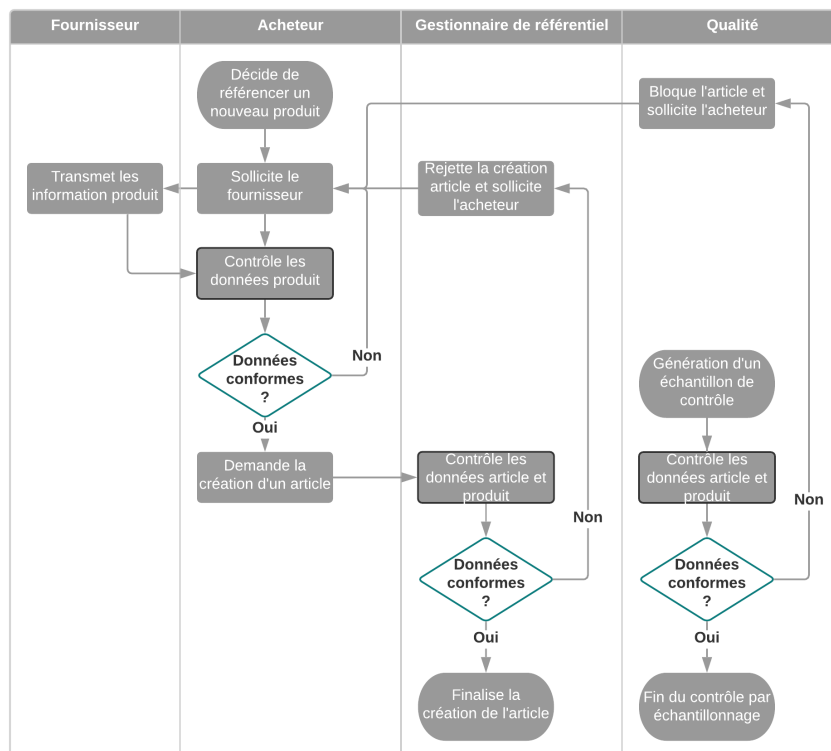 Fournisseur
Acheteur
Gestionnaire de référentiel
Qualité
Décide de
référencer un
nouveau produit
Bloque l'article et
sollicite l'acheteur
Transmet les
information produit
Sollicite le
fournisseur
Rejette la création
article et sollicite
l'acheteur
Contrôle les
données produit
Données
conformes
?
Non
Oui
Génération d'un
échantillon de
contrôle
Demande la
création d'un article
Contrôle les
données article et
produit
Contrôle les
données article et
produit
Non
Non
Données
conformes
?
Données
conformes
?
Oui
Oui
Finalise la
création de l'article
Fin du contrôle par
échantillonnage